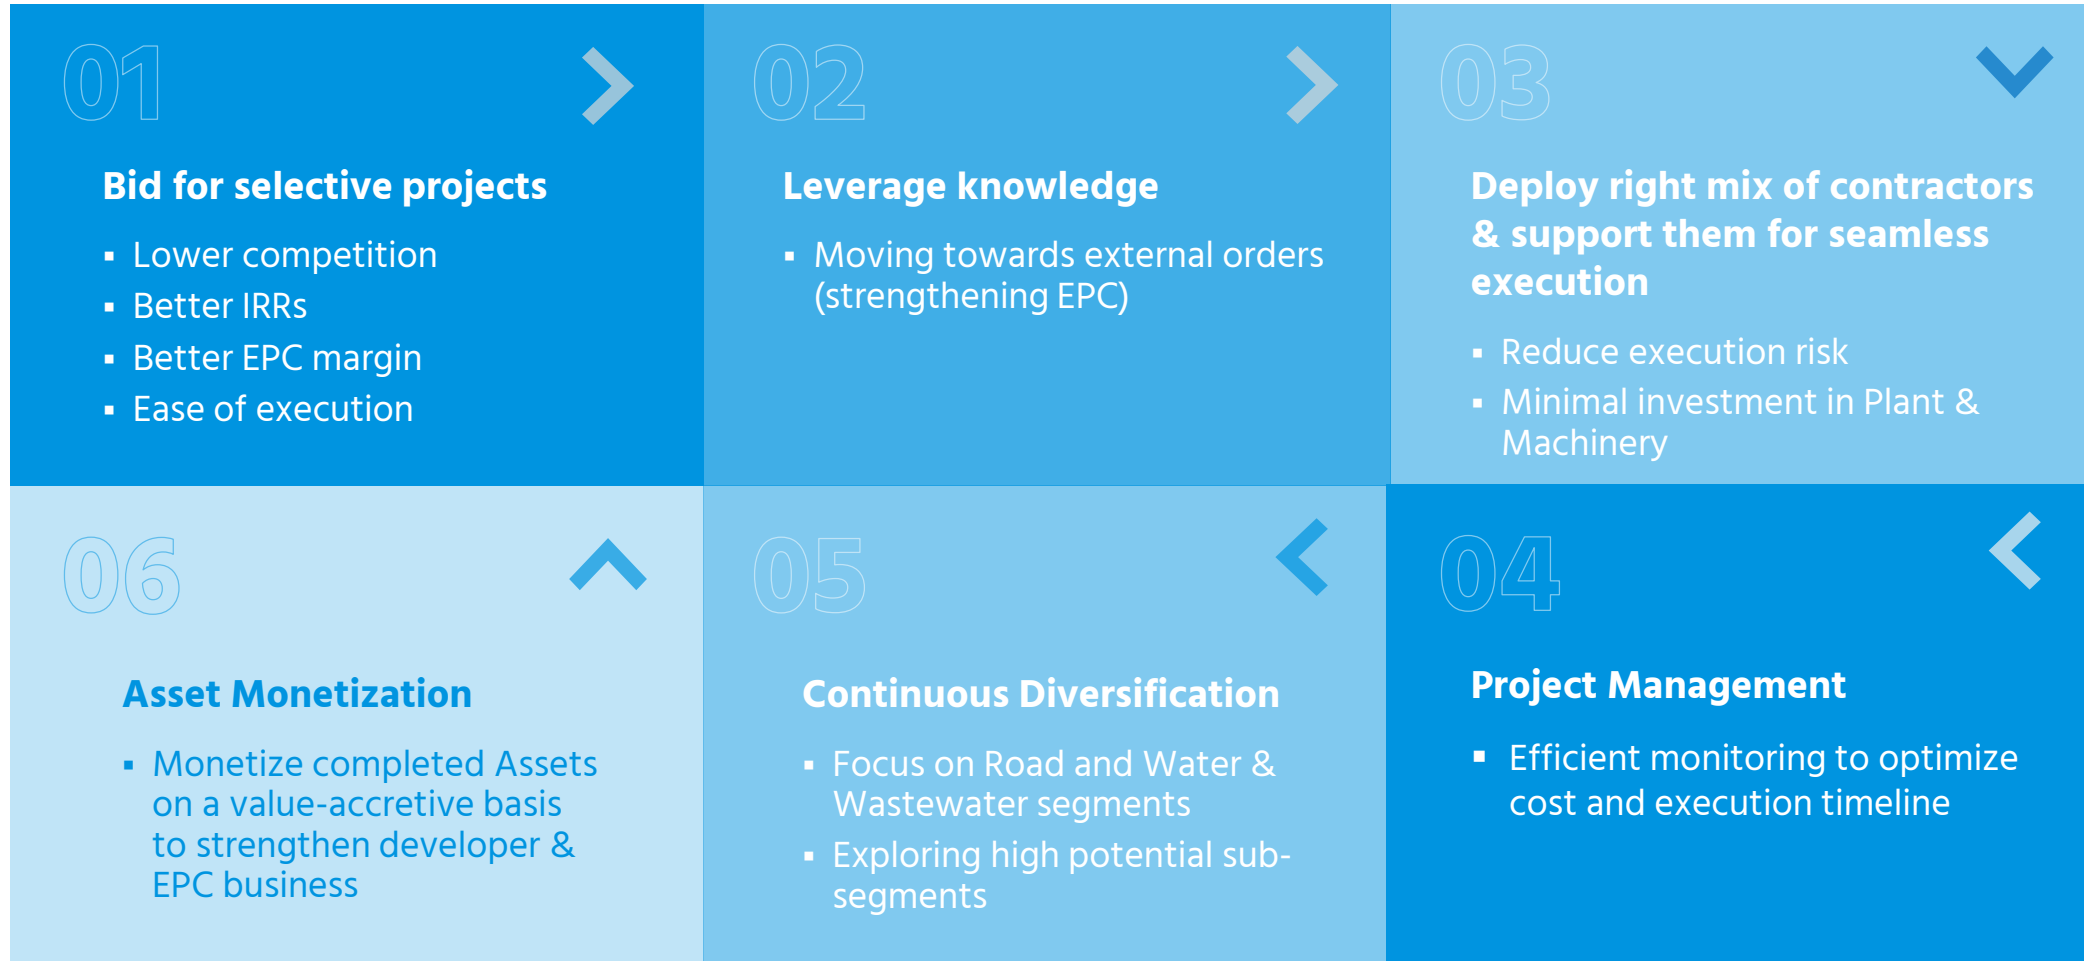 01
Bid for selective projects
▪ Lower competition
▪ Better IRRs
▪ Better EPC margin
▪ Ease of execution
02
Leverage knowledge
▪ Moving towards external orders
(strengthening EPC)
03
Deploy right mix of contractors
& support them for seamless
execution
▪ Reduce execution risk
▪ Minimal investment in Plant &
Machinery
04
Project Management
▪ Efficient monitoring to optimize
cost and execution timeline
05
Continuous Diversification
▪ Focus on Road and Water &
Wastewater segments
▪ Exploring high potential sub-
segments
06
Asset Monetization
▪ Monetize completed Assets
on a value-accretive basis
to strengthen developer &
EPC business